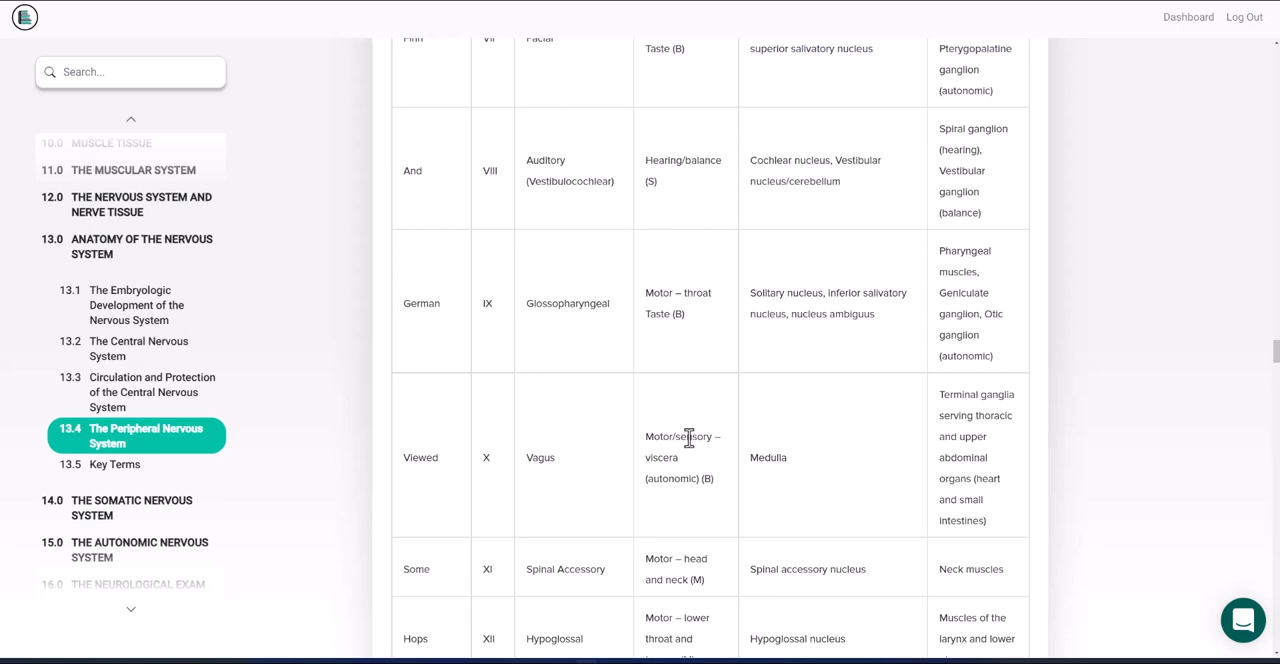 Dashboard Log Out
Search...
10.0 MUSCLE TISSUE
11.0 THE MUSCULAR SYSTEM
12.0 THE NERVOUS SYSTEM AND
NERVE TISSUE
13.0 ANATOMY OF THE NERVOUS
SYSTEM
13.1 The Embryologic
Development of the
Nervous System
13.2 The Central Nervous
System
13.3 Circulation and Protection
of the Central Nervous
System
13.4 The Peripheral Nervous
System
13.5 Key Terms
14.0 THE SOMATIC NERVOUS
SYSTEM
15.0 THE AUTONOMIC NERVOUS
SYSTEM
16.0 THE NEUROLOGICAL EXAM
VII
Facial
Taste (B)
superior salivatory nucleus
Pterygopalatine
ganglion
(autonomic)
And
VIII
Auditory
(Vestibulocochlear)
Hearing/balance
(S)
Cochlear nucleus, Vestibular
nucleus/cerebellum
Spiral ganglion
(hearing),
Vestibular
ganglion
(balance)
German
IX
Glossopharyngeal
Motor – throat
Taste (B)
Solitary nucleus, inferior salivatory
nucleus, nucleus ambiguus
Pharyngeal
muscles,
Geniculate
ganglion, Otic
ganglion
(autonomic)
Viewed
X
Vagus
Motor/sensory –
viscera
(autonomic) (B)
Medulla
Terminal ganglia
serving thoracic
and upper
abdominal
organs (heart
and small
intestines)
Some
XI
Spinal Accessory
Motor – head
and neck (M)
Spinal accessory nucleus
Neck muscles
Hops
XII
Hypoglossal
Motor – lower
throat and
Hypoglossal nucleus
Muscles of the
larynx and lower